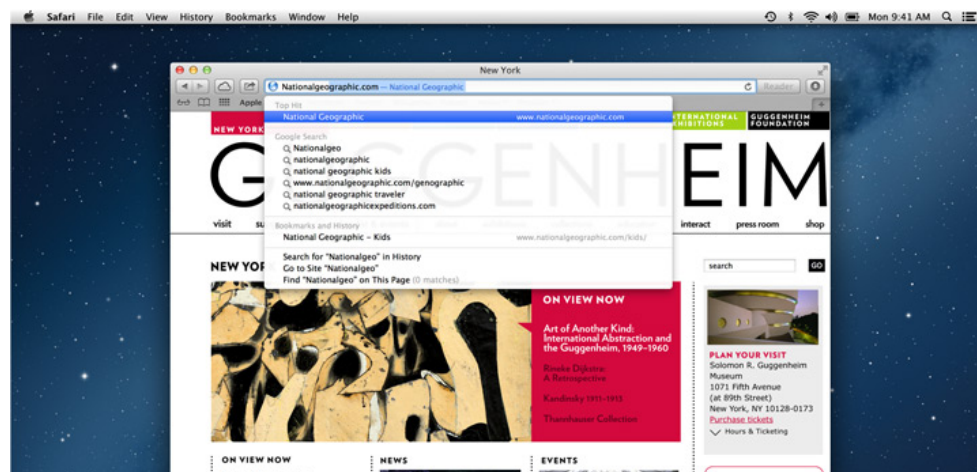 Safari File Edit View History Bookmarks Window Help Mon 9:41 AM
New York
Nationalgeographic.com — National Geographic Reader
Apple
Top Hit
National Geographic www.nationalgeographic.com
Google Search
Nationalgeo
nationalgeographic
national geographic kids
www.nationalgeographic.com/genographic
national geographic traveler
nationalgeographicexpeditions.com
Bookmarks and History
National Geographic – Kids www.nationalgeographic.com/kids/
Search for "Nationalgeo" in History
Go to Site "Nationalgeo"
Find "Nationalgeo" on This Page (0 matches)
NEW YORK
INTERNATIONAL EXHIBITIONS
GUGGENHEIM FOUNDATION
GUGGENHEIM
visit interact press room shop
NEW YORK
search GO
ON VIEW NOW
Art of Another Kind:
International Abstraction and
the Guggenheim, 1949–1960
Rineke Dijkstra:
A Retrospective
Kandinsky 1911–1913
Thannhauser Collection
PLAN YOUR VISIT
Solomon R. Guggenheim
Museum
1071 Fifth Avenue
(at 89th Street)
New York, NY 10128-0173
Purchase tickets
Hours & Ticketing
ON VIEW NOW NEWS EVENTS